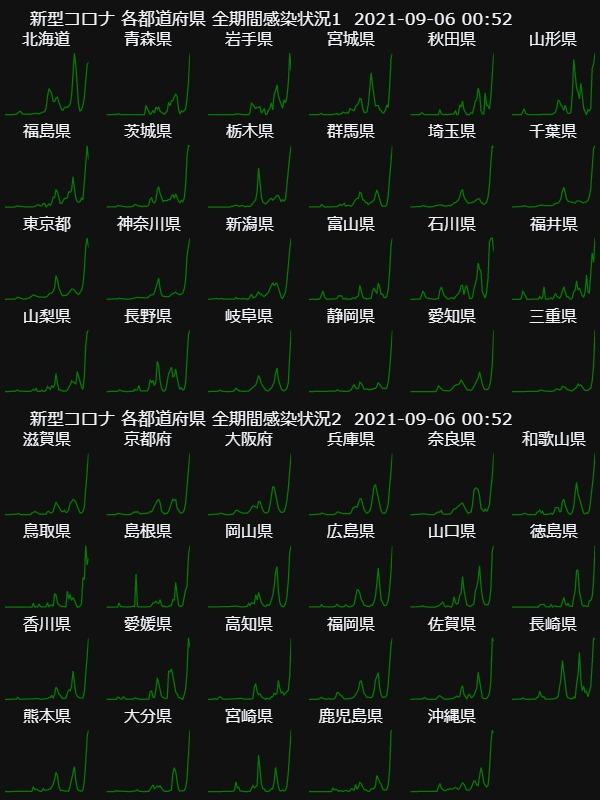 新型コロナ 各都道府県 全期間感染状況1 2021-09-06 00:52
北海道 青森県 岩手県 宮城県 秋田県 山形県
福島県 茨城県 栃木県 群馬県 埼玉県 千葉県
東京都 神奈川県 新潟県 富山県 石川県 福井県
山梨県 長野県 岐阜県 静岡県 愛知県 三重県
新型コロナ 各都道府県 全期間感染状況2 2021-09-06 00:52
滋賀県 京都府 大阪府 兵庫県 奈良県 和歌山県
鳥取県 島根県 岡山県 広島県 山口県 徳島県
香川県 愛媛県 高知県 福岡県 佐賀県 長崎県
熊本県 大分県 宮崎県 鹿児島県 沖縄県